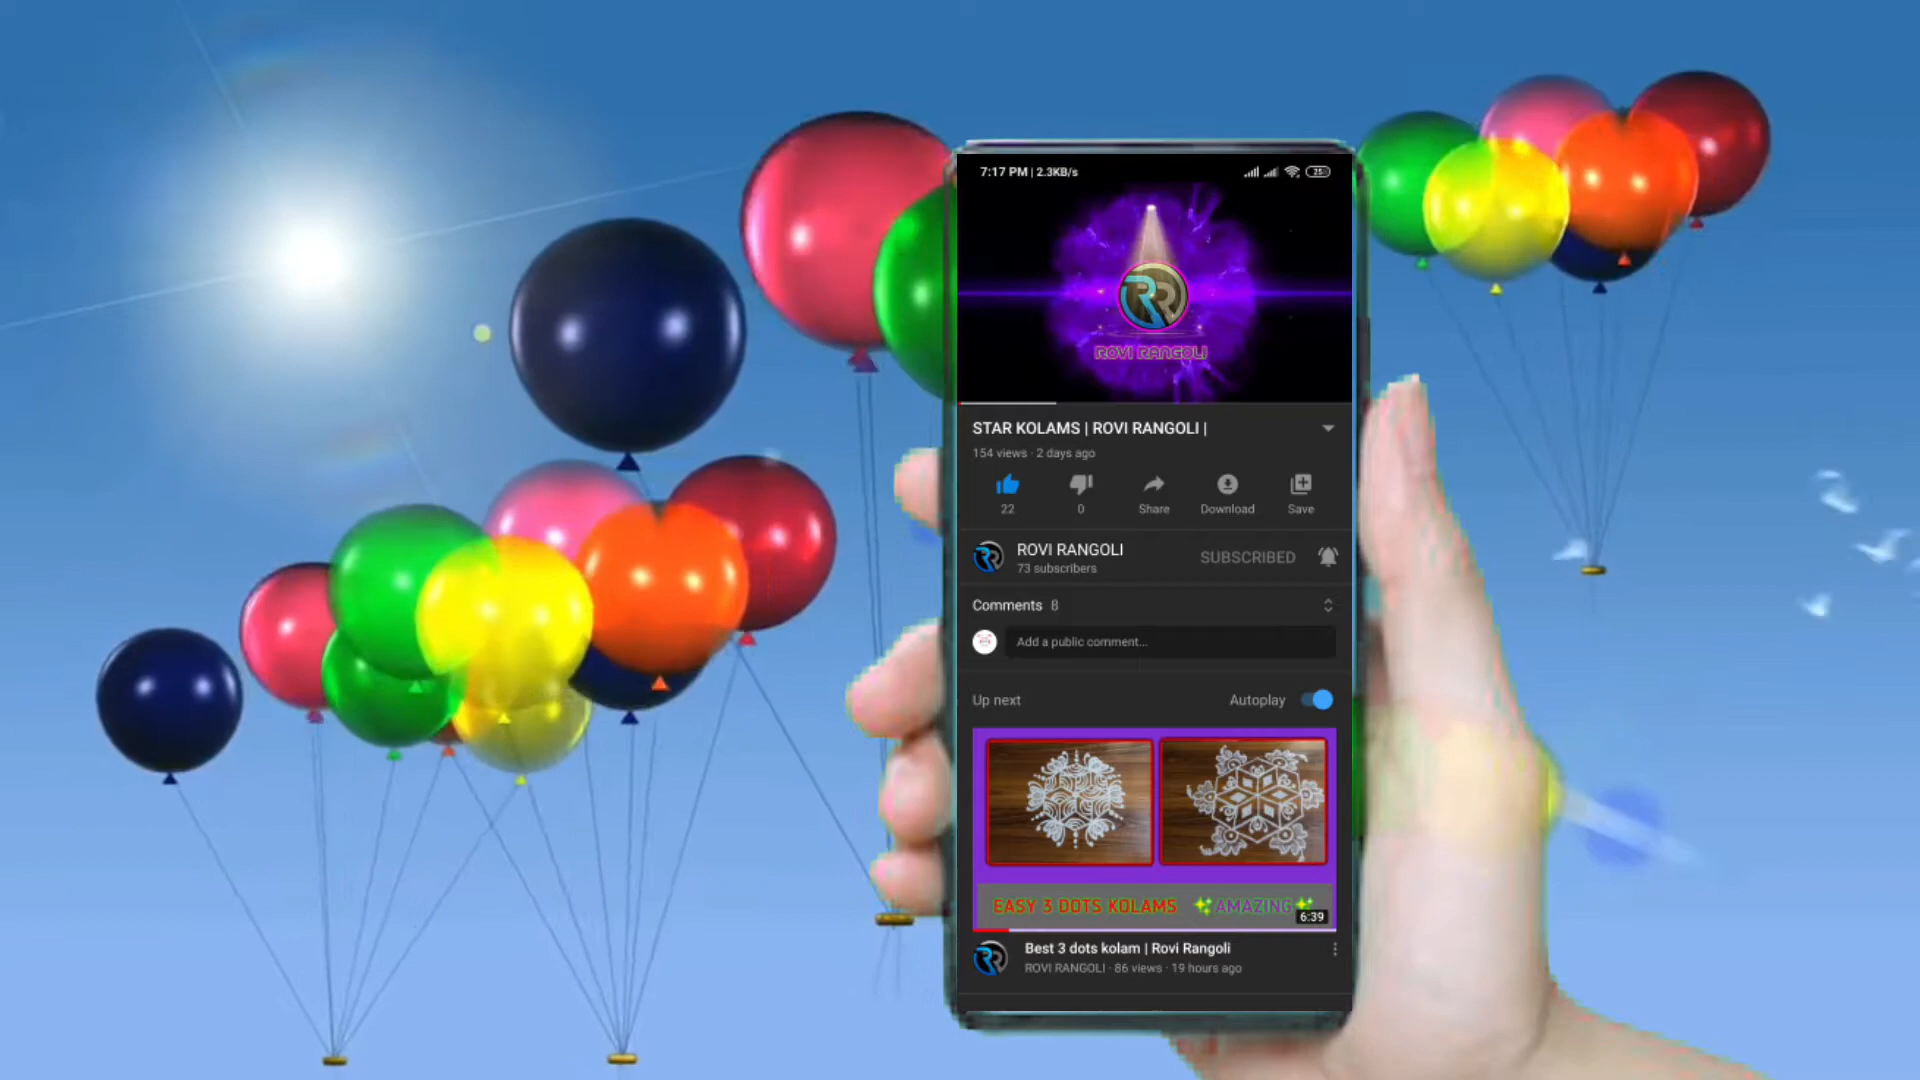 7:17 PM | 2.3KB/s
25
RR
ROVI RANGOLI
STAR KOLAMS | ROVI RANGOLI |
154 views · 2 days ago
22
0
Share
Download
Save
ROVI RANGOLI
73 subscribers
SUBSCRIBED
Comments 8
Add a public comment...
Up next
Autoplay
EASY 3 DOTS KOLAMS ✨AMAZING✨
6:39
Best 3 dots kolam | Rovi Rangoli
ROVI RANGOLI · 86 views · 19 hours ago